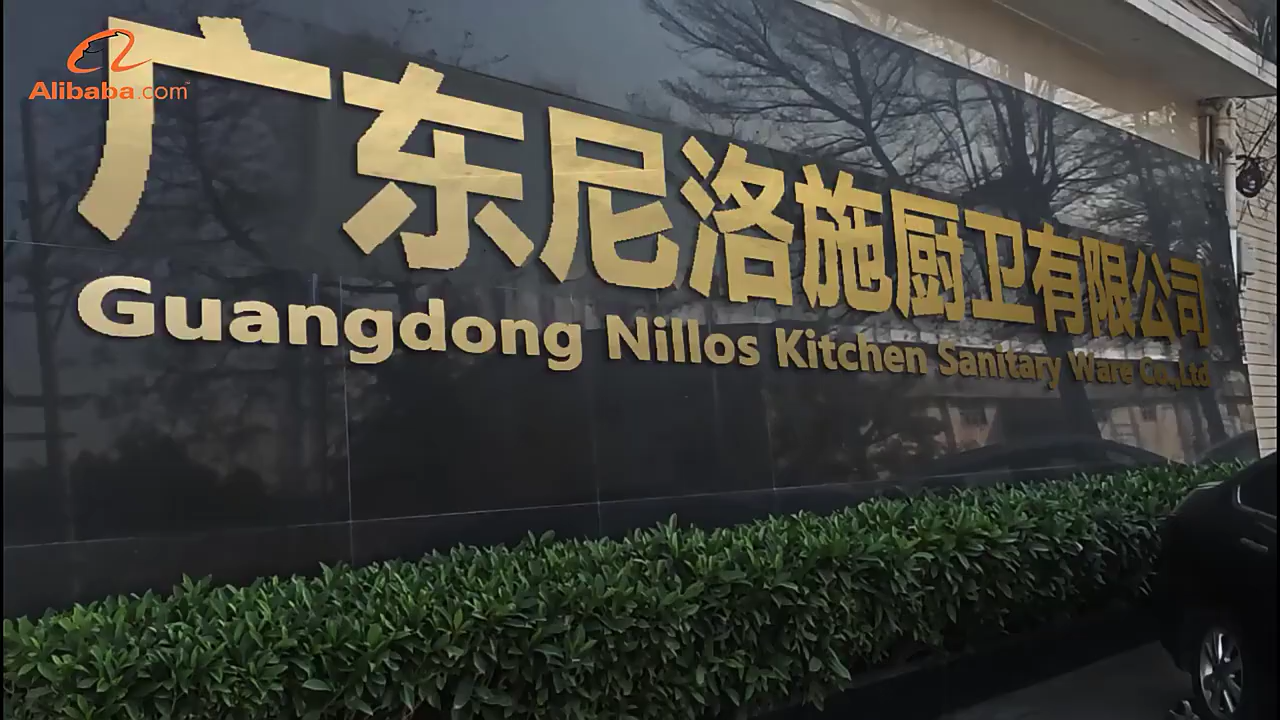 Alibaba.com
广东尼洛施厨卫有限公司
Guangdong Nillos Kitchen Sanitary Ware Co.,Ltd